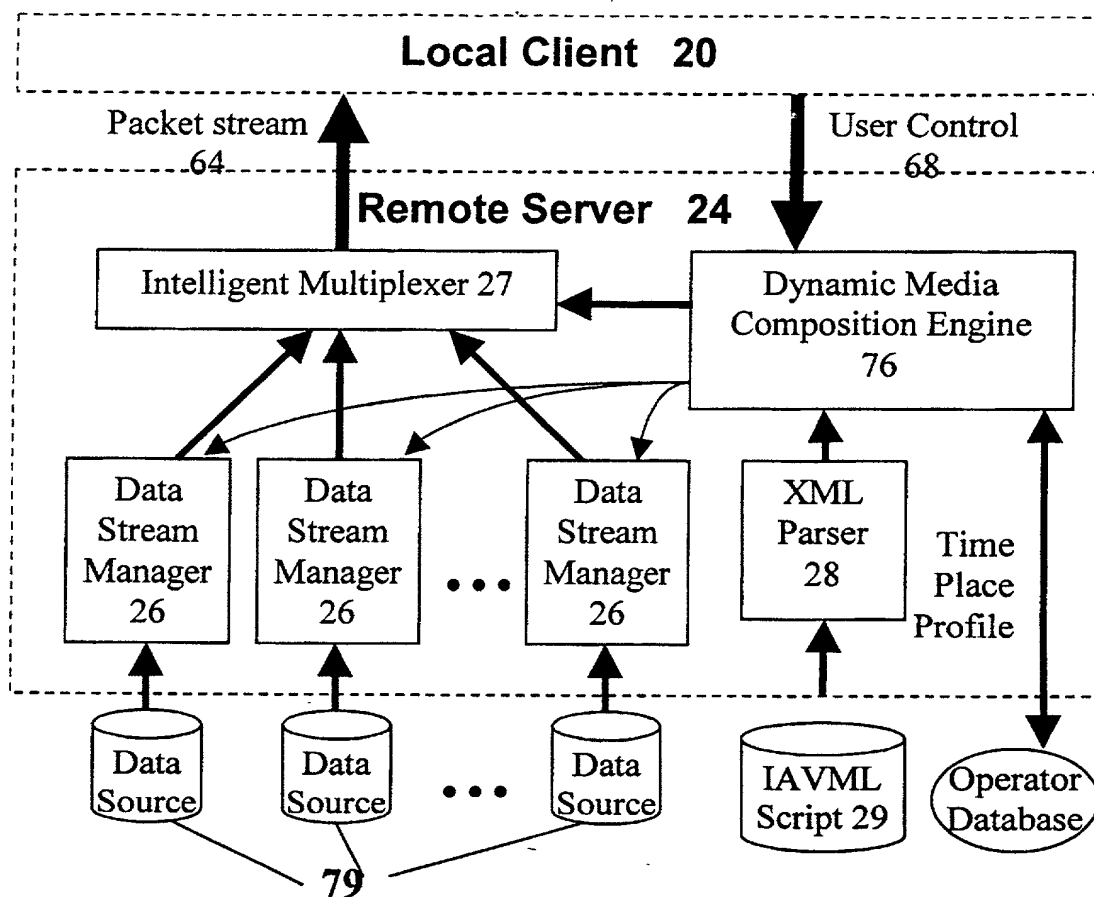 Local Client 20
Packet stream
64
User Control
68
Remote Server 24
Intelligent Multiplexer 27
Dynamic Media
Composition Engine
76
Data
Stream
Manager
26
Data
Stream
Manager
26
•••
Data
Stream
Manager
26
XML
Parser
28
Time
Place
Profile
Data
Source
Data
Source
•••
Data
Source
IAVML
Script 29
Operator
Database
79